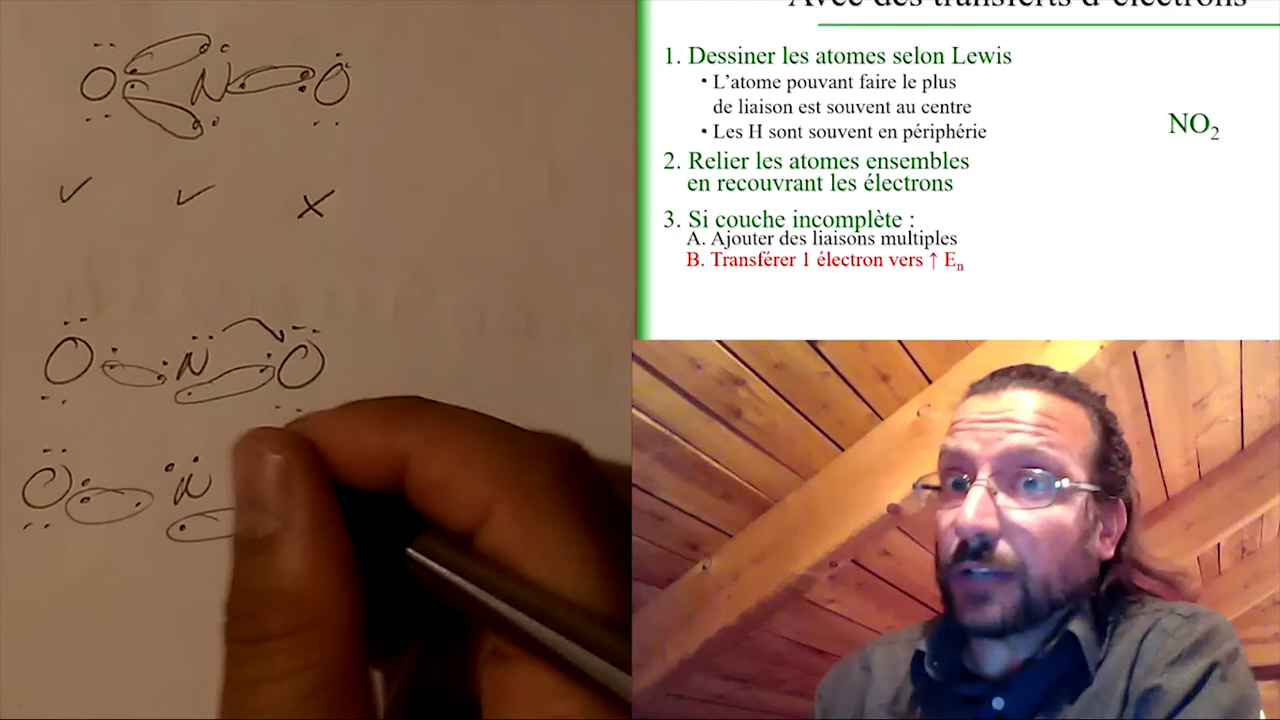 O N O
✓ ✓ ✗
O N O
O N
Avec des transferts d'électrons
1. Dessiner les atomes selon Lewis
• L'atome pouvant faire le plus
de liaison est souvent au centre
• Les H sont souvent en périphérie
NO₂
2. Relier les atomes ensembles
en recouvrant les électrons
3. Si couche incomplète :
A. Ajouter des liaisons multiples
B. Transférer 1 électron vers ↑ Eₙ